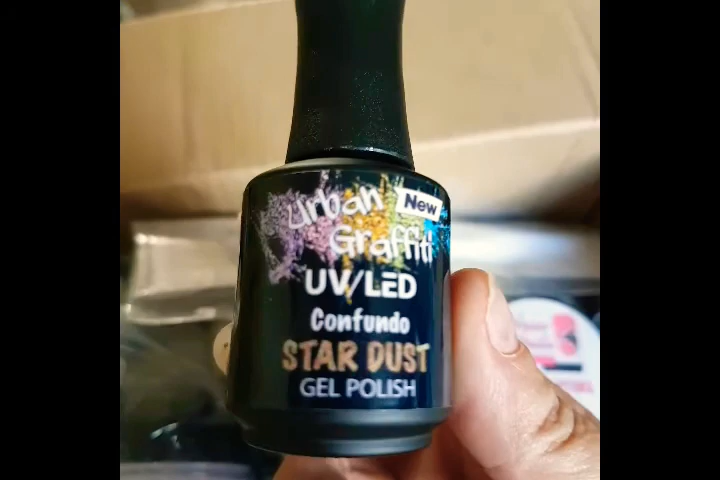 Urban New
Graffiti
UV/LED
Confundo
STAR DUST
GEL POLISH